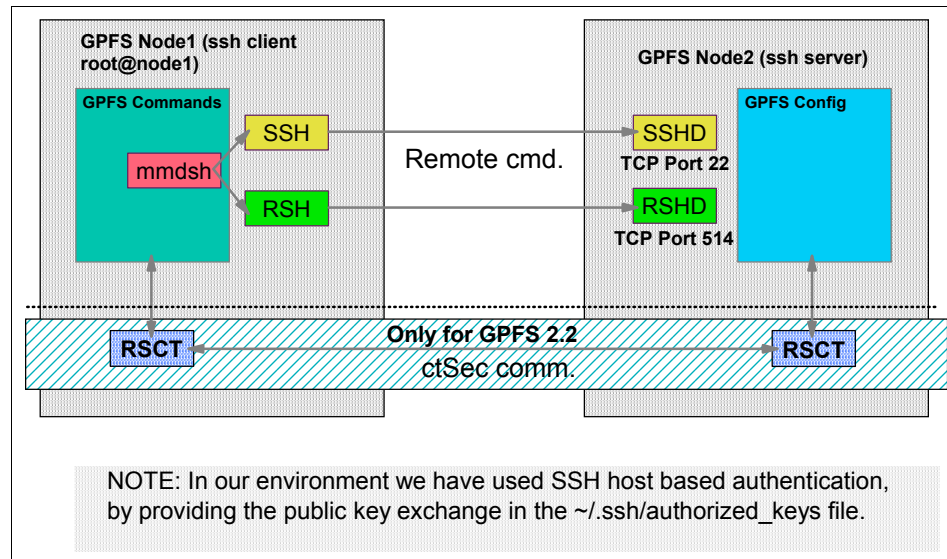 GPFS Node1 (ssh client
root@node1)
GPFS Node2 (ssh server)
GPFS Commands
GPFS Config
SSH
SSHD
mmdsh
Remote cmd.
TCP Port 22
RSH
RSHD
TCP Port 514
Only for GPFS 2.2
RSCT
RSCT
ctSec comm.
NOTE: In our environment we have used SSH host based authentication,
by providing the public key exchange in the ~/.ssh/authorized_keys file.